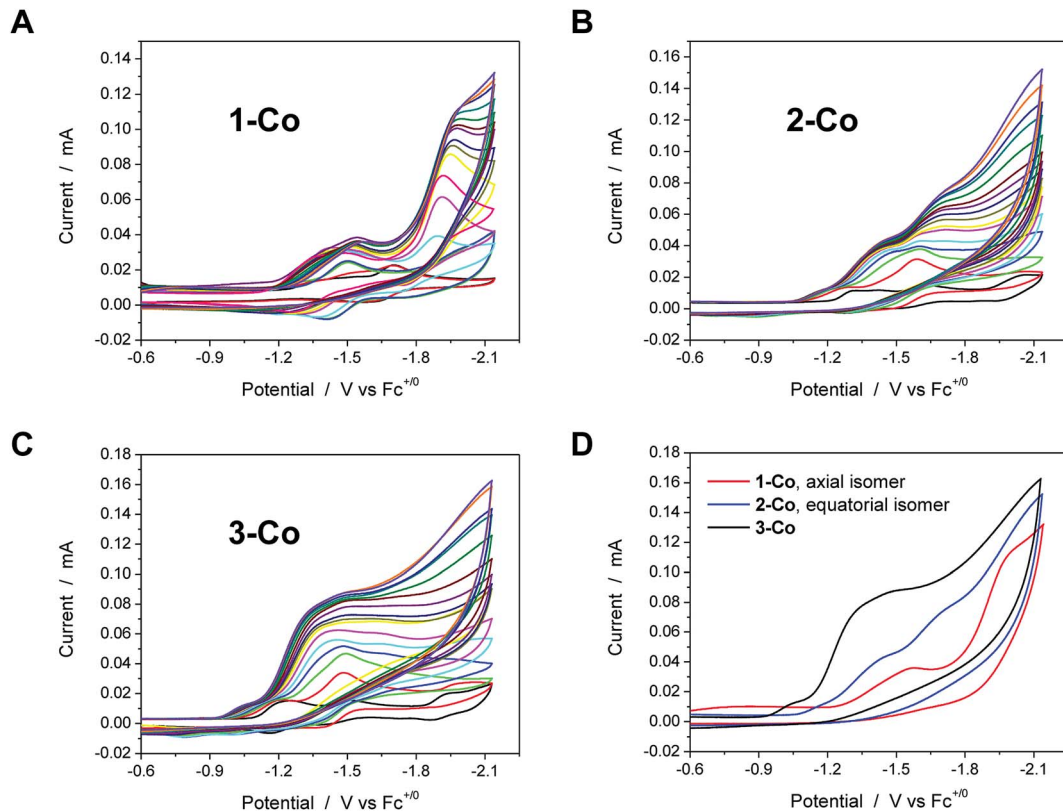 A
1-Co
0.14
0.12
0.10
0.08
0.06
0.04
0.02
0.00
-0.02
Current / mA
-0.6 -0.9 -1.2 -1.5 -1.8 -2.1
Potential / V vs Fc+/0
B
2-Co
0.16
0.14
0.12
0.10
0.08
0.06
0.04
0.02
0.00
-0.02
Current / mA
-0.6 -0.9 -1.2 -1.5 -1.8 -2.1
Potential / V vs Fc+/0
C
3-Co
0.18
0.16
0.14
0.12
0.10
0.08
0.06
0.04
0.02
0.00
-0.02
Current / mA
-0.6 -0.9 -1.2 -1.5 -1.8 -2.1
Potential / V vs Fc+/0
D
1-Co, axial isomer
2-Co, equatorial isomer
3-Co
0.18
0.16
0.14
0.12
0.10
0.08
0.06
0.04
0.02
0.00
-0.02
Current / mA
-0.6 -0.9 -1.2 -1.5 -1.8 -2.1
Potential / V vs Fc+/0